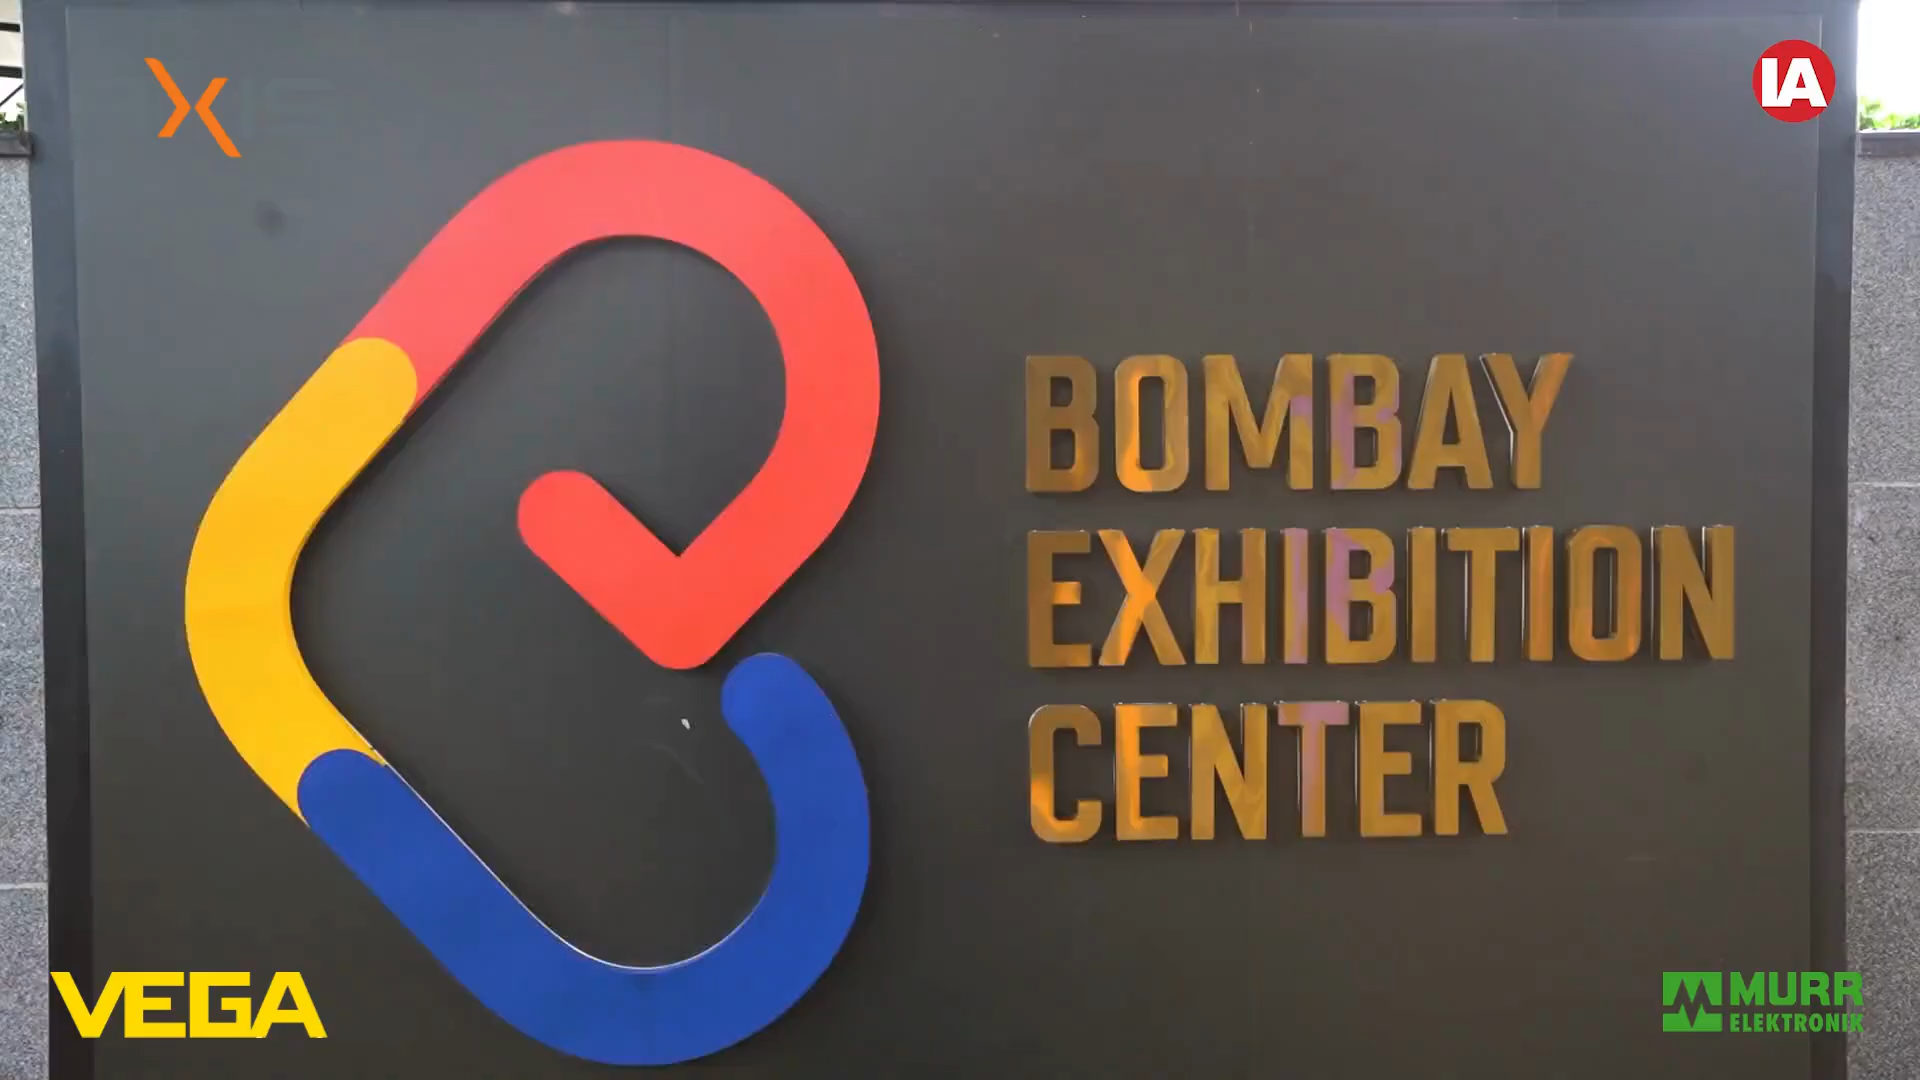 IA
BOMBAY
EXHIBITION
CENTER
VEGA
MURR
ELEKTRONIK